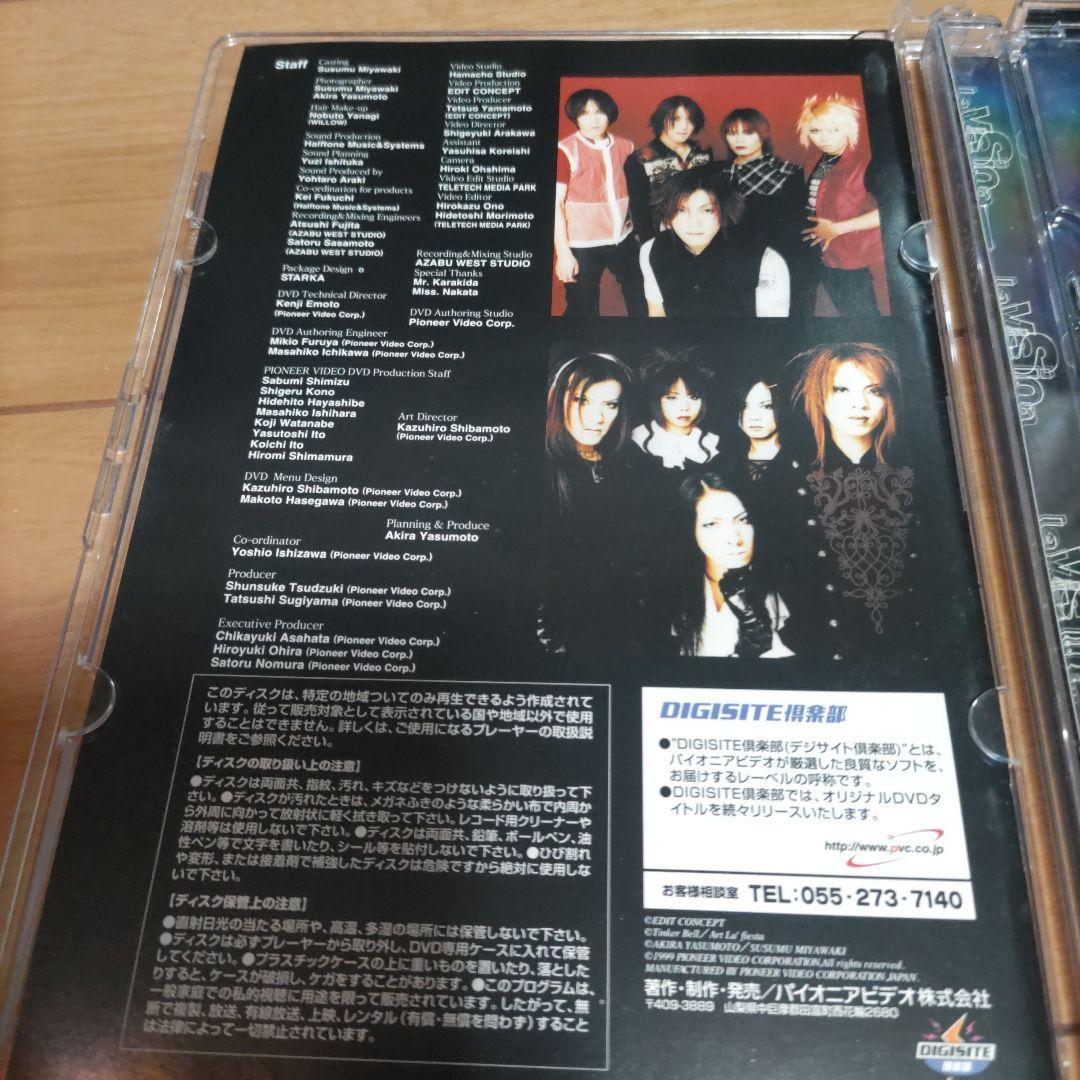 Staff
Casting
Susumu Miyawaki
Photographer
Susumu Miyawaki
Akira Yasumoto
Hair Make-up
Nobuto Yanagi
(WILLOW)
Sound Production
Halftone Music&Systems
Sound Planning
Yuzi Ishituka
Sound Produced by
Yohtaro Araki
Co-ordination for products
Kei Fukuchi
(Halftone Music&Systems)
Recording&Mixing Engineers
Atsushi Fujita
(AZABU WEST STUDIO)
Satoru Sasamoto
(AZABU WEST STUDIO)
Package Design
STARKA
DVD Technical Director
Kenji Emoto
(Pioneer Video Corp.)
Video Studio
Hamacho Studio
Video Production
EDIT CONCEPT
Video Producer
Tetsuo Yamamoto
(EDIT CONCEPT)
Video Director
Shigeyuki Arakawa
Assistant
Yasuhisa Koreishi
Camera
Hiroki Ohshima
Video Edit Studio
TELETECH MEDIA PARK
Video Editor
Hirokazu Ono
Hidetoshi Morimoto
(TELETECH MEDIA PARK)
Recording&Mixing Studio
AZABU WEST STUDIO
Special Thanks
Mr. Karakida
Miss. Nakata
DVD Authoring Studio
Pioneer Video Corp.
DVD Authoring Engineer
Mikio Furuya (Pioneer Video Corp.)
Masahiko Ichikawa (Pioneer Video Corp.)
PIONEER VIDEO DVD Production Staff
Sabumi Shimizu
Shigeru Kono
Hidehito Hayashibe
Masahiko Ishihara
Koji Watanabe
Yasutoshi Ito
Koichi Ito
Hiromi Shimamura
Art Director
Kazuhiro Shibamoto
(Pioneer Video Corp.)
DVD Menu Design
Kazuhiro Shibamoto (Pioneer Video Corp.)
Makoto Hasegawa (Pioneer Video Corp.)
Planning & Produce
Akira Yasumoto
Co-ordinator
Yoshio Ishizawa (Pioneer Video Corp.)
Producer
Shunsuke Tsudzuki (Pioneer Video Corp.)
Tatsushi Sugiyama (Pioneer Video Corp.)
Executive Producer
Chikayuki Asahata (Pioneer Video Corp.)
Hiroyuki Ohira (Pioneer Video Corp.)
Satoru Nomura (Pioneer Video Corp.)
このディスクは、特定の地域ついてのみ再生できるよう作成されて
います。従って販売対象として表示されている国や地域以外で使用
することはできません。詳しくは、ご使用になるプレーヤーの取扱説
明書をご参照ください。
【ディスクの取り扱い上の注意】
●ディスクは両面共、指紋、汚れ、キズなどをつけないように取り扱って下
さい。●ディスクが汚れたときは、メガネふきのような柔らかい布で内周か
ら外周に向かって放射状に軽く拭き取って下さい。レコード用クリーナーや
溶剤等は使用しないで下さい。●ディスクは両面共、鉛筆、ボールペン、油
性ペン等で文字を書いたり、シール等を貼付しないで下さい。●ひび割れ
や変形、または接着剤で補強したディスクは危険ですから絶対に使用しな
いで下さい。
【ディスク保管上の注意】
●直射日光の当たる場所や、高温、多湿の場所には保管しないで下さい。
●ディスクは必ずプレーヤーから取り外し、DVD専用ケースに入れて保管
してください。●プラスチックケースの上に重いものを置いたり、落とした
りすると、ケースが破損し、ケガをすることがあります。●このプログラムは、
一般家庭での私的視聴に用途を限って販売されています。したがって、無
断で複製、放送、有線放送、上映、レンタル(有償・無償を問わず)すること
は法律によって一切禁止されています。
DIGISITE倶楽部
●"DIGISITE倶楽部(デジサイト倶楽部)"とは、
パイオニアビデオが厳選した良質なソフトを、
お届けするレーベルの呼称です。
●DIGISITE倶楽部では、オリジナルDVDタ
イトルを続々リリースいたします。
http://www.pvc.co.jp
お客様相談室 TEL:055-273-7140
©EDIT CONCEPT
©Tinker Bell／Art La' fiesta
©AKIRA YASUMOTO／SUSUMU MIYAWAKI
©1999 PIONEER VIDEO CORPORATION.All rights reserved.
MANUFACTURED BY PIONEER VIDEO CORPORATION JAPAN.
著作・制作・発売／パイオニアビデオ株式会社
〒409-3889 山梨県中巨摩郡田富町西花輪2680
DIGISITE
倶楽部